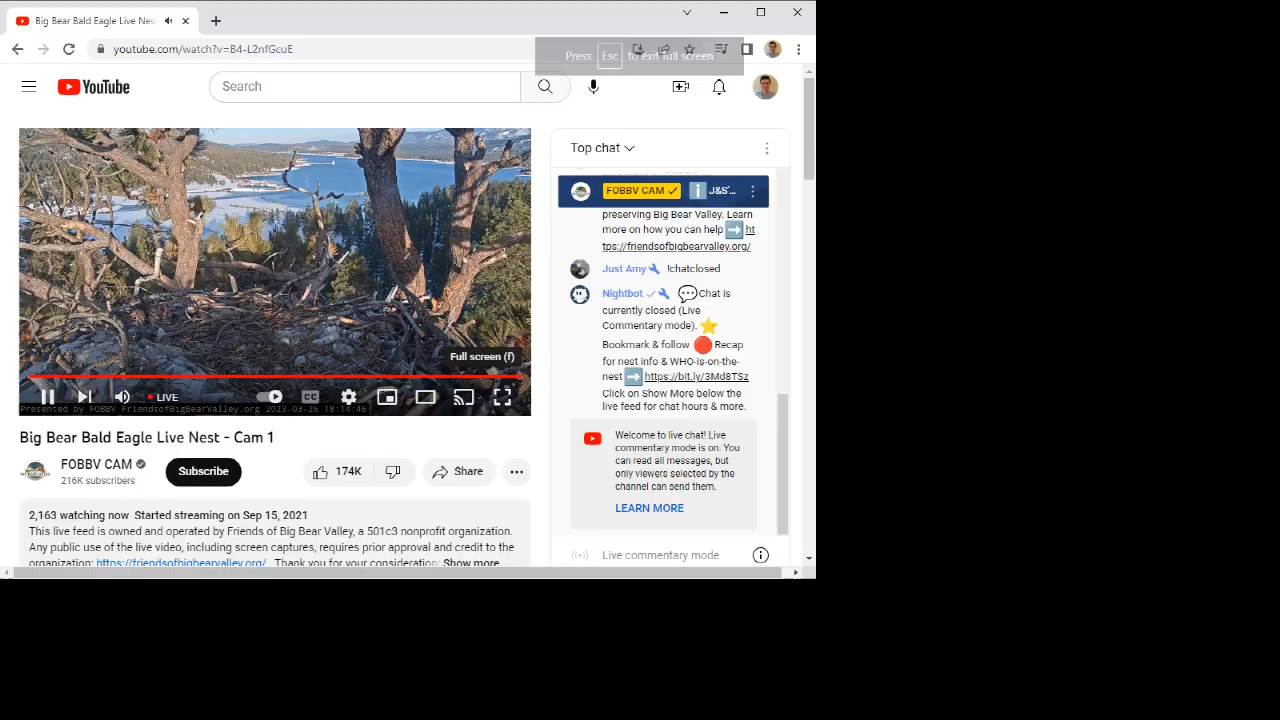 Big Bear Bald Eagle Live Nes
youtube.com/watch?v=B4-L2nfGcuE
Press Esc to exit full screen
YouTube
Search
Top chat
FOBBV CAM J&S'...
preserving Big Bear Valley. Learn
more on how you can help ➡️ ht
tps://friendsofbigbearvalley.org/
Just Amy !chatclosed
Nightbot 💬Chat is
currently closed (Live
Commentary mode). ⭐
Bookmark & follow 🔴 Recap
for nest info & WHO-is-on-the-
nest ➡️ https://bit.ly/3Md8TSz
Click on Show More below the
live feed for chat hours & more.
Welcome to live chat! Live
commentary mode is on. You
can read all messages, but
only viewers selected by the
channel can send them.
LEARN MORE
Live commentary mode
Full screen (f)
LIVE
CC
Presented by FOBBV FriendsofBigBearValley.org 2023-03-26 18:14:46
Big Bear Bald Eagle Live Nest - Cam 1
FOBBV CAM
216K subscribers
Subscribe
174K
Share
2,163 watching now Started streaming on Sep 15, 2021
This live feed is owned and operated by Friends of Big Bear Valley, a 501c3 nonprofit organization.
Any public use of the live video, including screen captures, requires prior approval and credit to the
organization: https://friendsofbigbearvalley.org/ . Thank you for your consideration! Show more